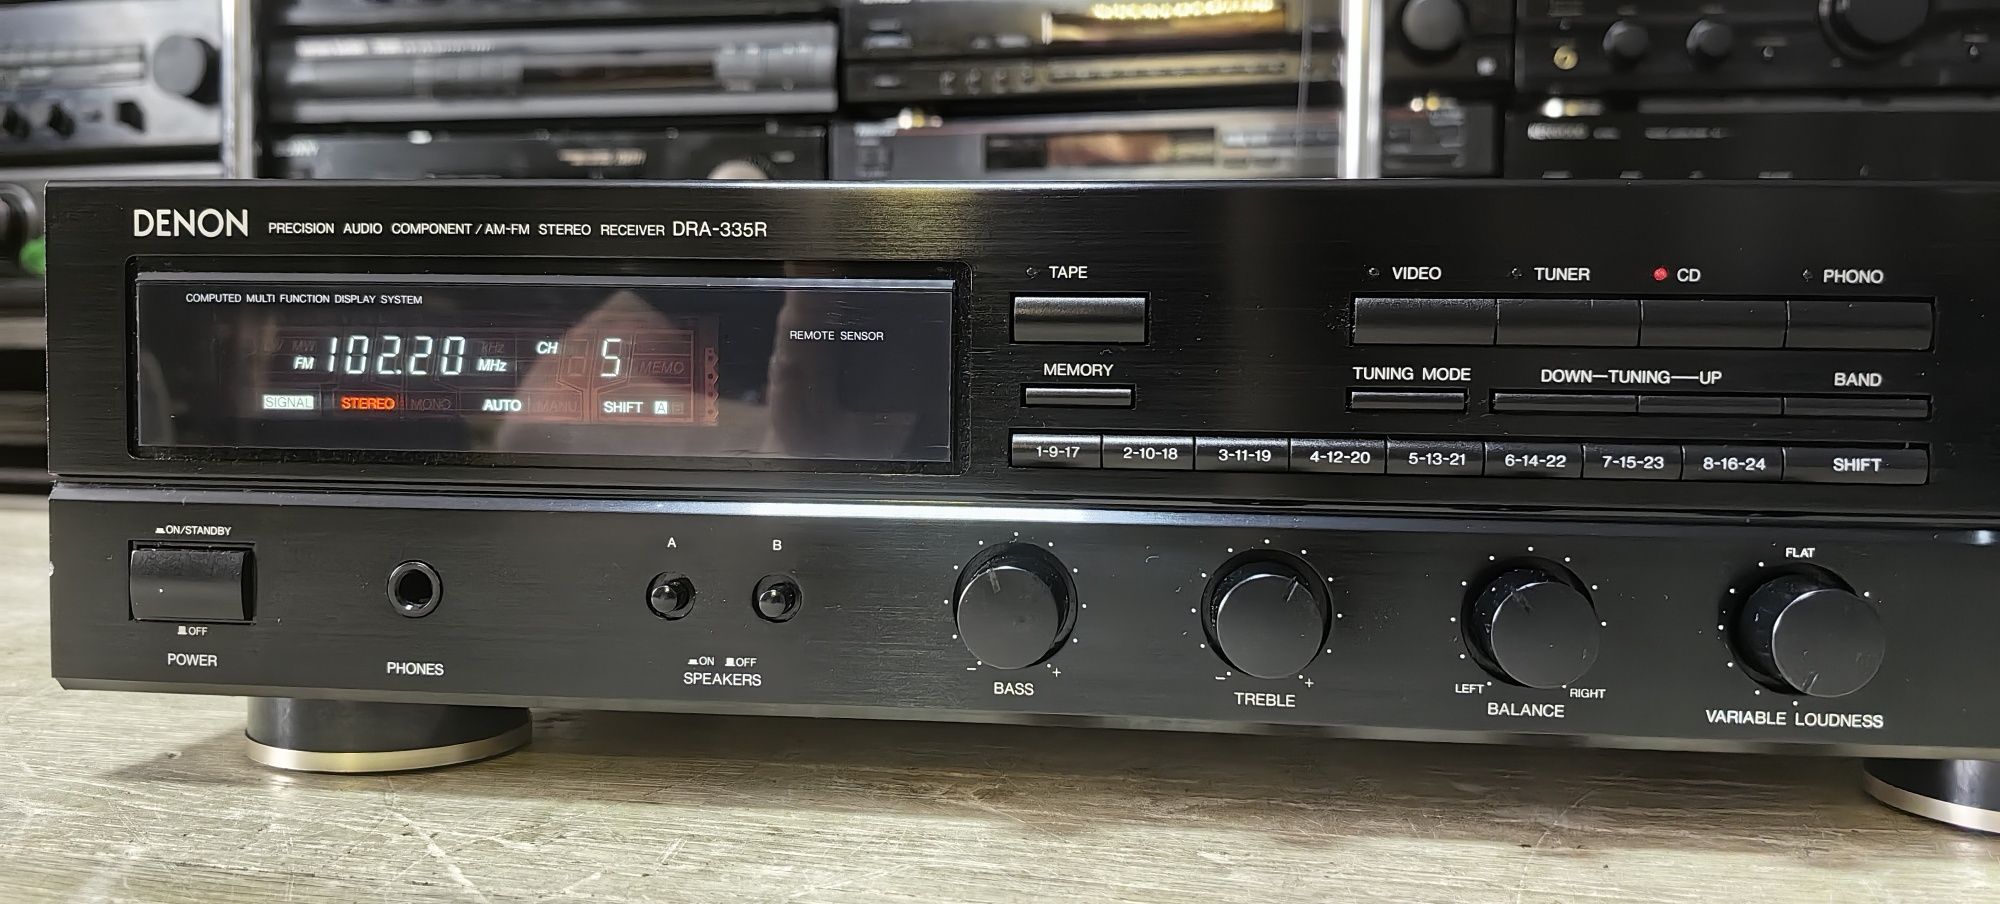 DENON PRECISION AUDIO COMPONENT / AM-FM STEREO RECEIVER DRA-335R
COMPUTED MULTI FUNCTION DISPLAY SYSTEM
FM 102.20 MHz CH 5 MEMO
kHz
REMOTE SENSOR
SIGNAL STEREO MONO AUTO MANU SHIFT A
TAPE VIDEO TUNER CD PHONO
MEMORY TUNING MODE DOWN—TUNING—UP BAND
1-9-17 2-10-18 3-11-19 4-12-20 5-13-21 6-14-22 7-15-23 8-16-24 SHIFT
ON/STANDBY
OFF
POWER
PHONES
A B
ON OFF
SPEAKERS
- +
BASS
- +
TREBLE
LEFT RIGHT
BALANCE
FLAT
VARIABLE LOUDNESS
KENWOOD